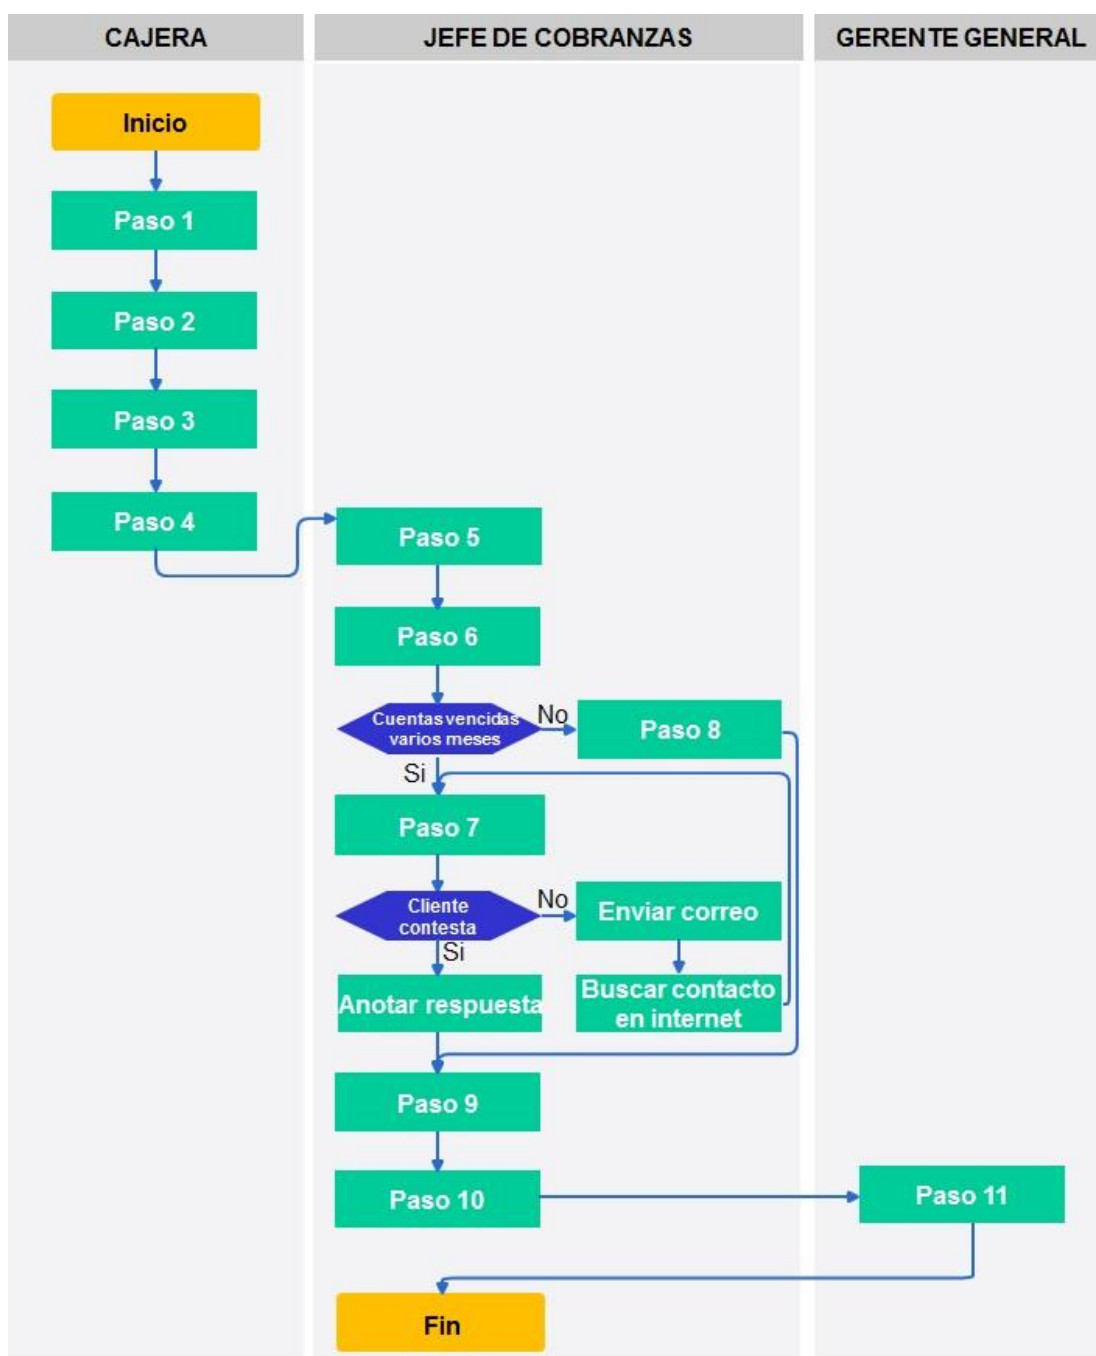 CAJERA
JEFE DE COBRANZAS
GERENTE GENERAL
Inicio
Paso 1
Paso 2
Paso 3
Paso 4
Paso 5
Paso 6
Cuentas vencidas
varios meses
No
Paso 8
Si
Paso 7
Cliente
contesta
No
Enviar correo
Si
Anotar respuesta
Buscar contacto
en internet
Paso 9
Paso 10
Paso 11
Fin